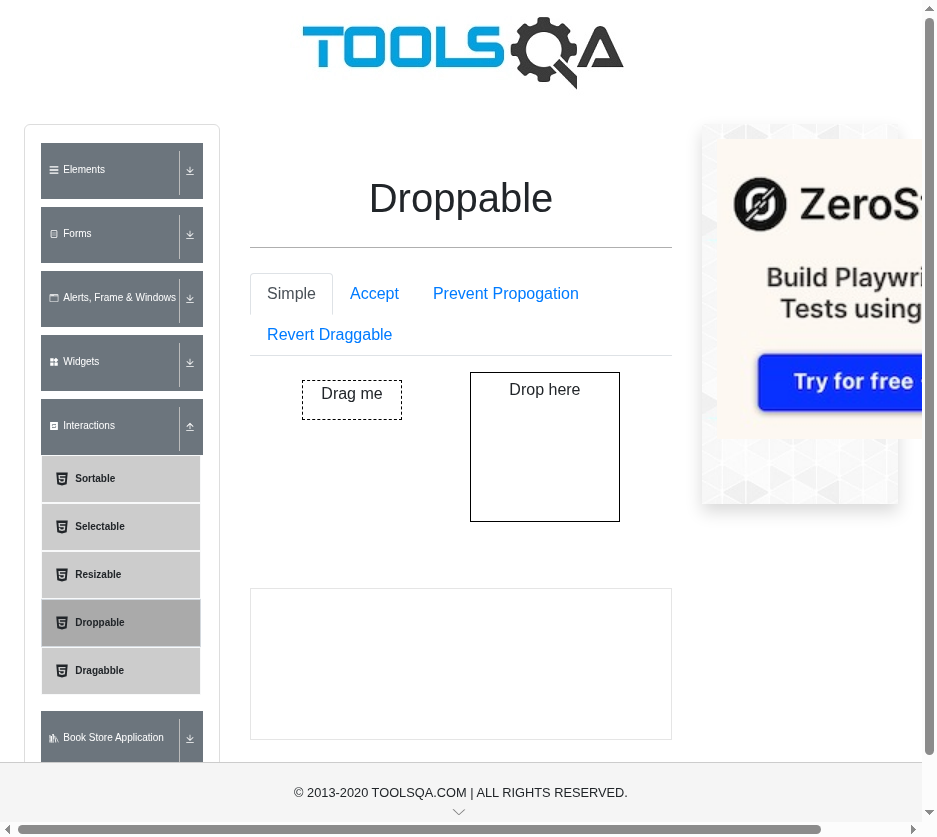 TOOLSQA
Elements
Forms
Alerts, Frame & Windows
Widgets
Interactions
Sortable
Selectable
Resizable
Droppable
Dragabble
Book Store Application
Droppable
Simple
Accept
Prevent Propogation
Revert Draggable
Drag me
Drop here
ZeroS
Build Playwri
Tests using
Try for free
© 2013-2020 TOOLSQA.COM | ALL RIGHTS RESERVED.